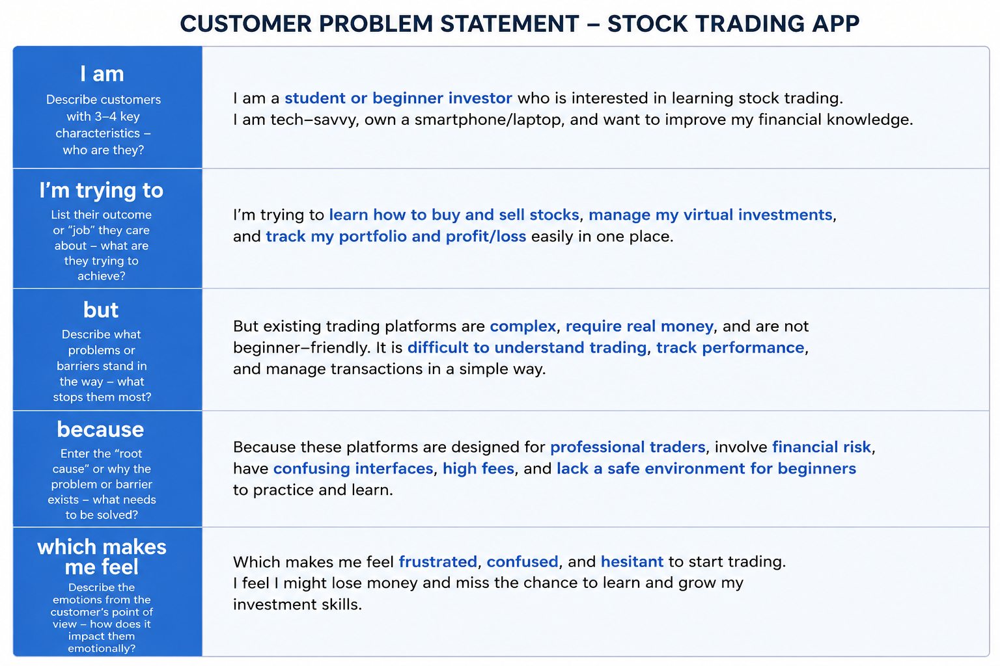 CUSTOMER PROBLEM STATEMENT – STOCK TRADING APP
I am
Describe customers
with 3–4 key
characteristics –
who are they?
I am a student or beginner investor who is interested in learning stock trading.
I am tech–savvy, own a smartphone/laptop, and want to improve my financial knowledge.
I’m trying to
List their outcome
or “job” they care
about – what are
they trying to
achieve?
I’m trying to learn how to buy and sell stocks, manage my virtual investments,
and track my portfolio and profit/loss easily in one place.
but
Describe what
problems or
barriers stand in
the way – what
stops them most?
But existing trading platforms are complex, require real money, and are not
beginner–friendly. It is difficult to understand trading, track performance,
and manage transactions in a simple way.
because
Enter the “root
cause” or why the
problem or barrier
exists – what needs
to be solved?
Because these platforms are designed for professional traders, involve financial risk,
have confusing interfaces, high fees, and lack a safe environment for beginners
to practice and learn.
which makes
me feel
Describe the
emotions from the
customer’s point of
view – how does it
impact them
emotionally?
Which makes me feel frustrated, confused, and hesitant to start trading.
I feel I might lose money and miss the chance to learn and grow my
investment skills.